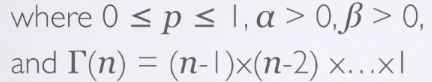 where 0 ≤ p ≤ 1, α > 0, β > 0,
and Γ(n) = (n-1)×(n-2) ×...×1